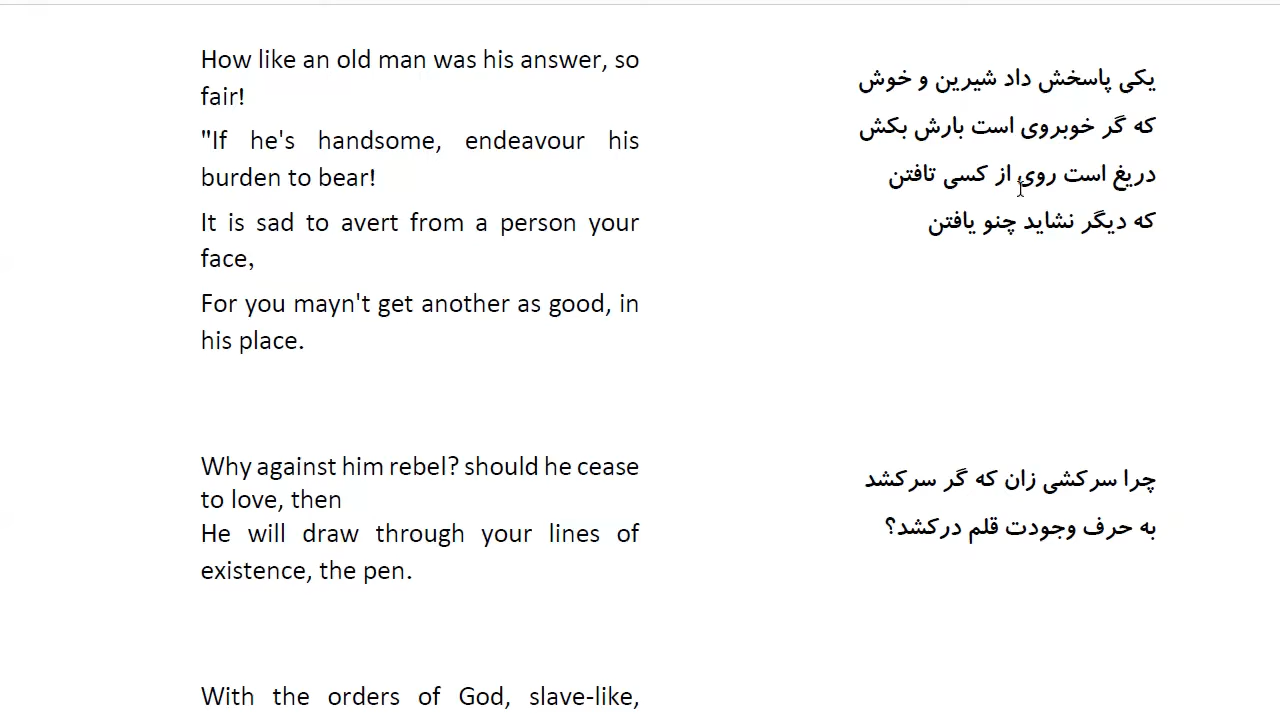 How like an old man was his answer, so
fair!
"If he's handsome, endeavour his
burden to bear!
It is sad to avert from a person your
face,
For you mayn't get another as good, in
his place.
یکی پاسخش داد شیرین و خوش
که گر خوبروی است بارش بکش
دریغ است روی از کسی تافتن
که دیگر نشاید چنو یافتن
Why against him rebel? should he cease
to love, then
He will draw through your lines of
existence, the pen.
چرا سرکشی زان که گر سرکشد
به حرف وجودت قلم درکشد؟
With the orders of God, slave-like,